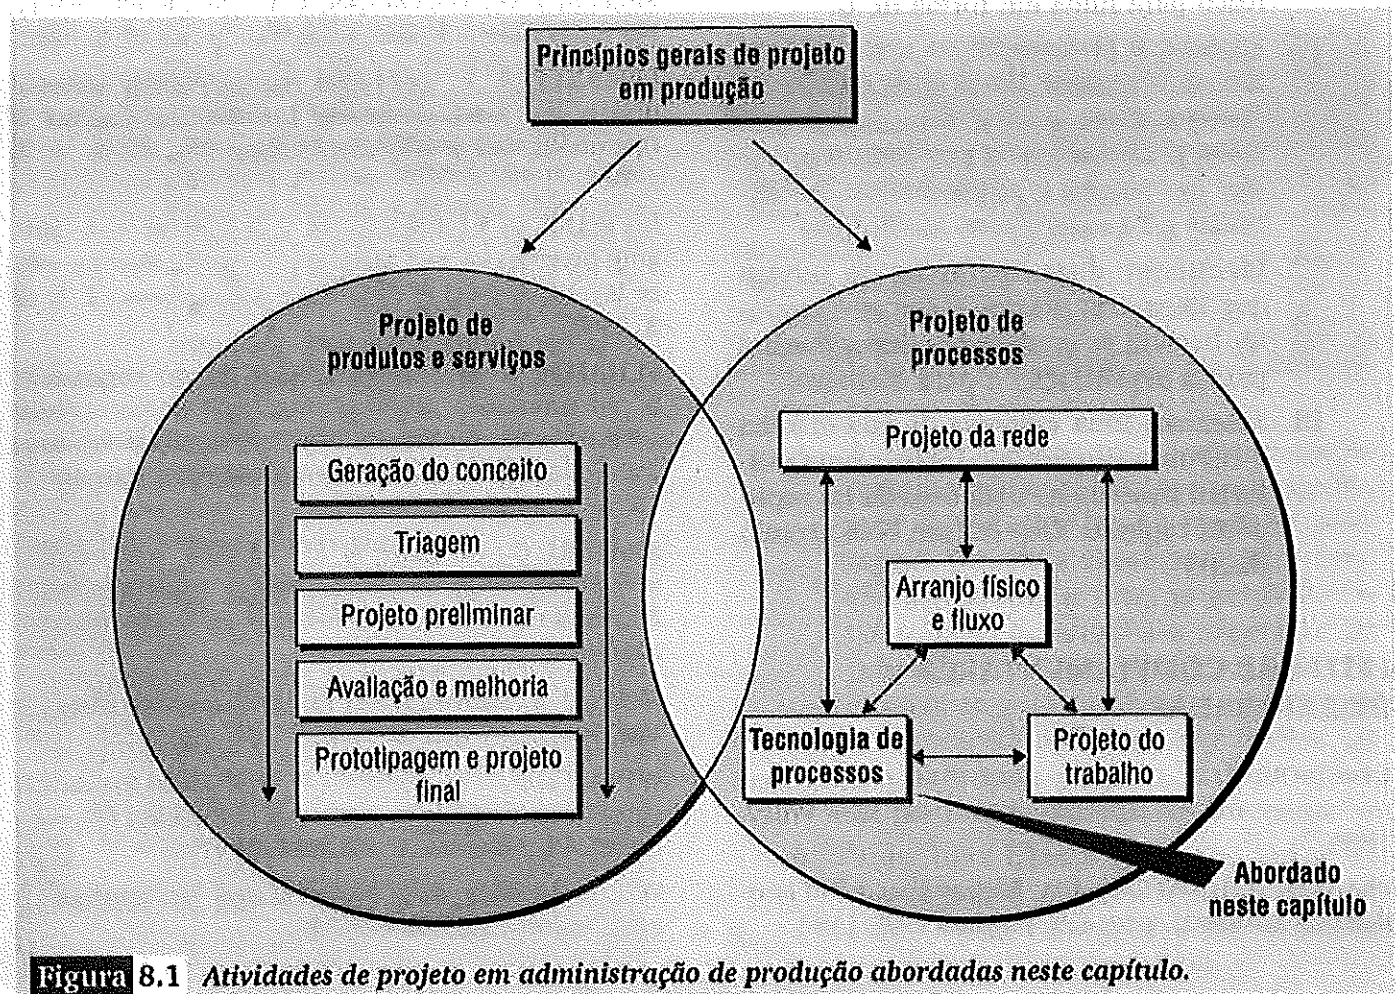 Princípios gerais de projeto
em produção
Projeto de
produtos e serviços
Geração do conceito
Triagem
Projeto preliminar
Avaliação e melhoria
Prototipagem e projeto
final
Projeto de
processos
Projeto da rede
Arranjo físico
e fluxo
Tecnologia de
processos
Projeto do
trabalho
Abordado
neste capítulo
Figura 8.1 Atividades de projeto em administração de produção abordadas neste capítulo.